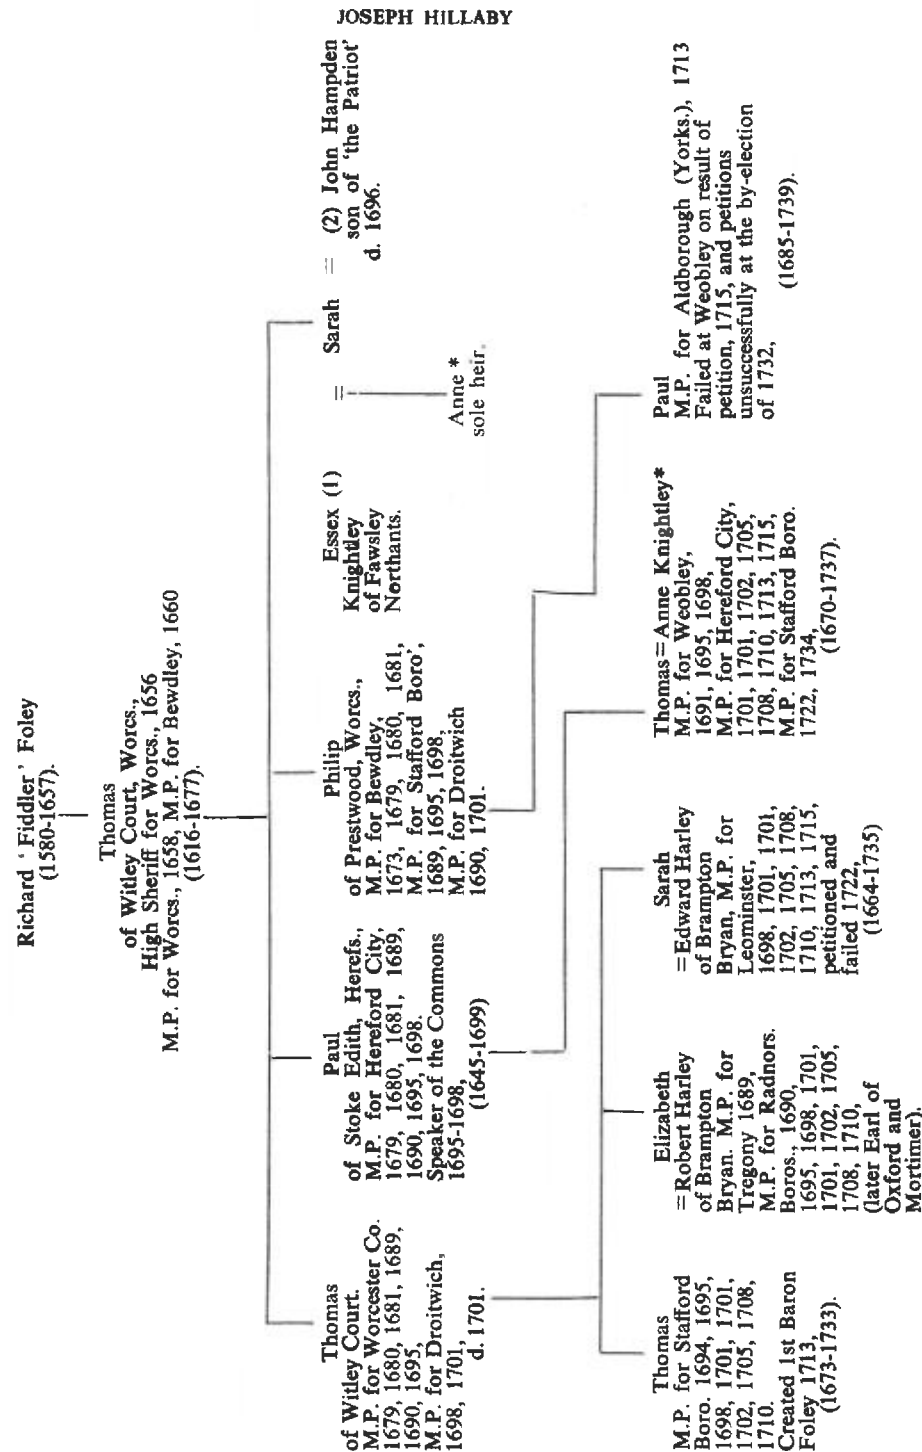 JOSEPH HILLABY
Richard ' Fiddler ' Foley
(1580-1657).
Thomas
of Witley Court, Worcs.,
High Sheriff for Worcs., 1656
M.P. for Worcs., 1658, M.P. for Bewdley, 1660
(1616-1677).
Thomas
of Witley Court.
M.P. for Worcester Co.
1679, 1680, 1681, 1689,
1690, 1695,
M.P. for Droitwich,
1698, 1701,
d. 1701.
Paul
of Stoke Edith, Herefs.,
M.P. for Hereford City,
1679, 1680, 1681, 1689,
1690, 1695, 1698.
Speaker of the Commons
1695-1698,
(1645-1699)
Philip
of Prestwood, Worcs.,
M.P. for Bewdley,
1673, 1679, 1680, 1681,
M.P. for Stafford Boro',
1689, 1695, 1698,
M.P. for Droitwich
1690, 1701.
Essex (1)
Knightley
of Fawsley
Northants.
=
Sarah
=
(2) John Hampden
son of 'the Patriot'
d. 1696.
Anne *
sole heir.
Thomas
M.P. for Stafford
Boro. 1694, 1695,
1698, 1701, 1701,
1702, 1705, 1708,
1710.
Created 1st Baron
Foley 1713,
(1673-1733).
Elizabeth
=Robert Harley
of Brampton
Bryan. M.P. for
Tregony 1689,
M.P. for Radnors.
Boros., 1690,
1695, 1698, 1701,
1701, 1702, 1705,
1708, 1710,
(later Earl of
Oxford and
Mortimer).
Sarah
=Edward Harley
of Brampton
Bryan, M.P. for
Leominster,
1698, 1701, 1701,
1702, 1705, 1708,
1710, 1713, 1715,
petitioned and
failed 1722,
(1664-1735)
Thomas=Anne Knightley*
M.P. for Weobley,
1691, 1695, 1698,
M.P. for Hereford City,
1701, 1701, 1702, 1705,
1708, 1710, 1713, 1715,
M.P. for Stafford Boro.
1722, 1734,
(1670-1737).
Paul
M.P. for Aldborough (Yorks.), 1713
Failed at Weobley on result of
petition, 1715, and petitions
unsuccessfully at the by-election
of 1732,
(1685-1739).